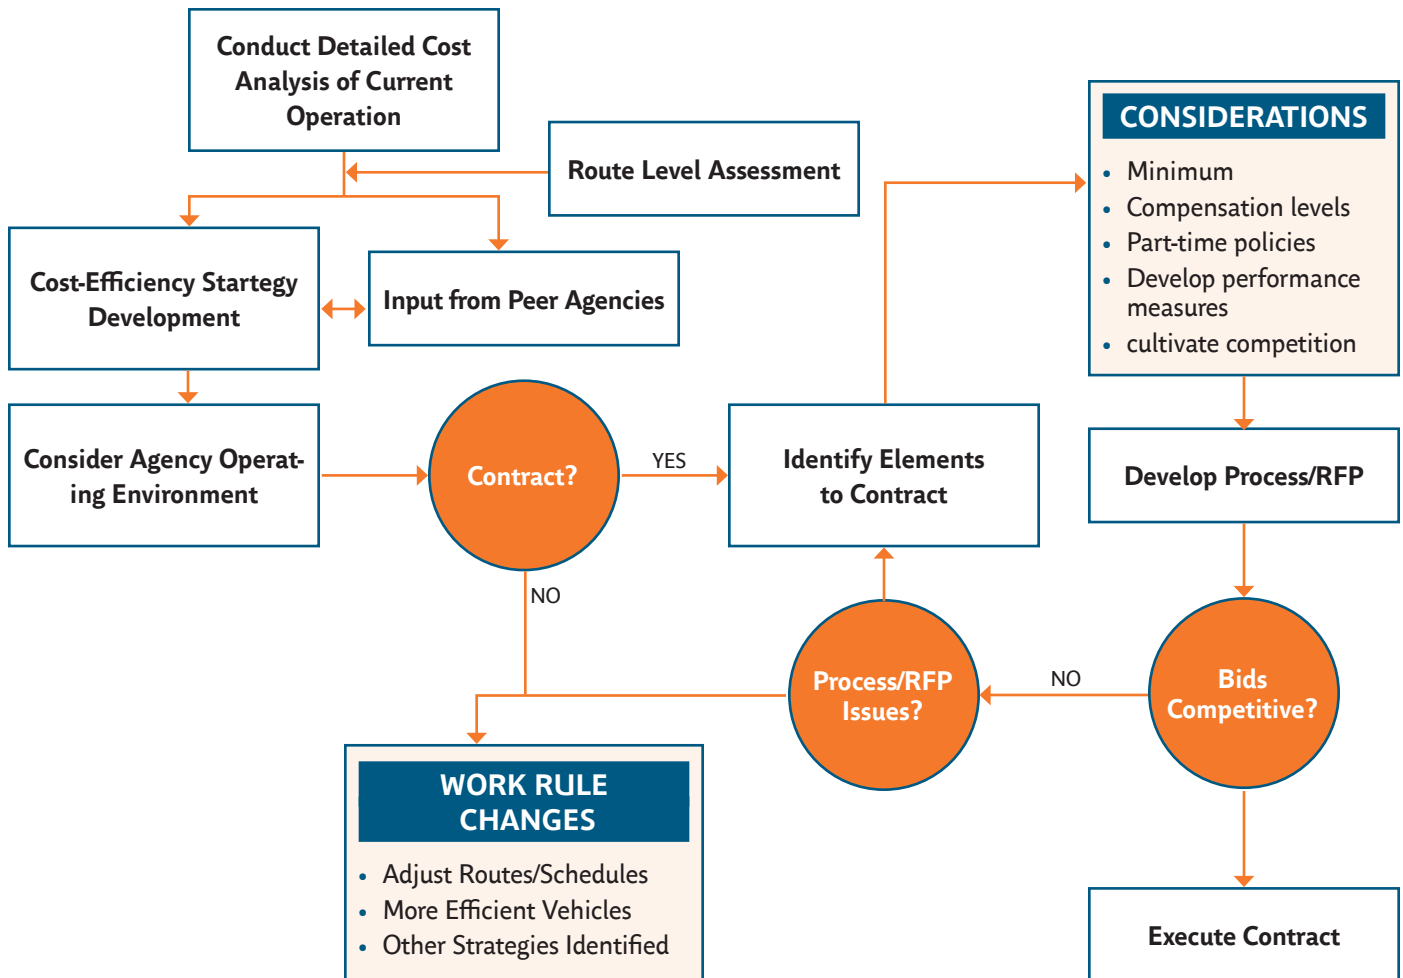 Conduct Detailed Cost
Analysis of Current
Operation
Route Level Assessment
Cost-Efficiency Startegy
Development
Input from Peer Agencies
Consider Agency Operat-
ing Environment
Contract?
YES
NO
Identify Elements
to Contract
CONSIDERATIONS
• Minimum
• Compensation levels
• Part-time policies
• Develop performance
measures
• cultivate competition
Develop Process/RFP
Bids
Competitive?
NO
Process/RFP
Issues?
WORK RULE
CHANGES
• Adjust Routes/Schedules
• More Efficient Vehicles
• Other Strategies Identified
Execute Contract